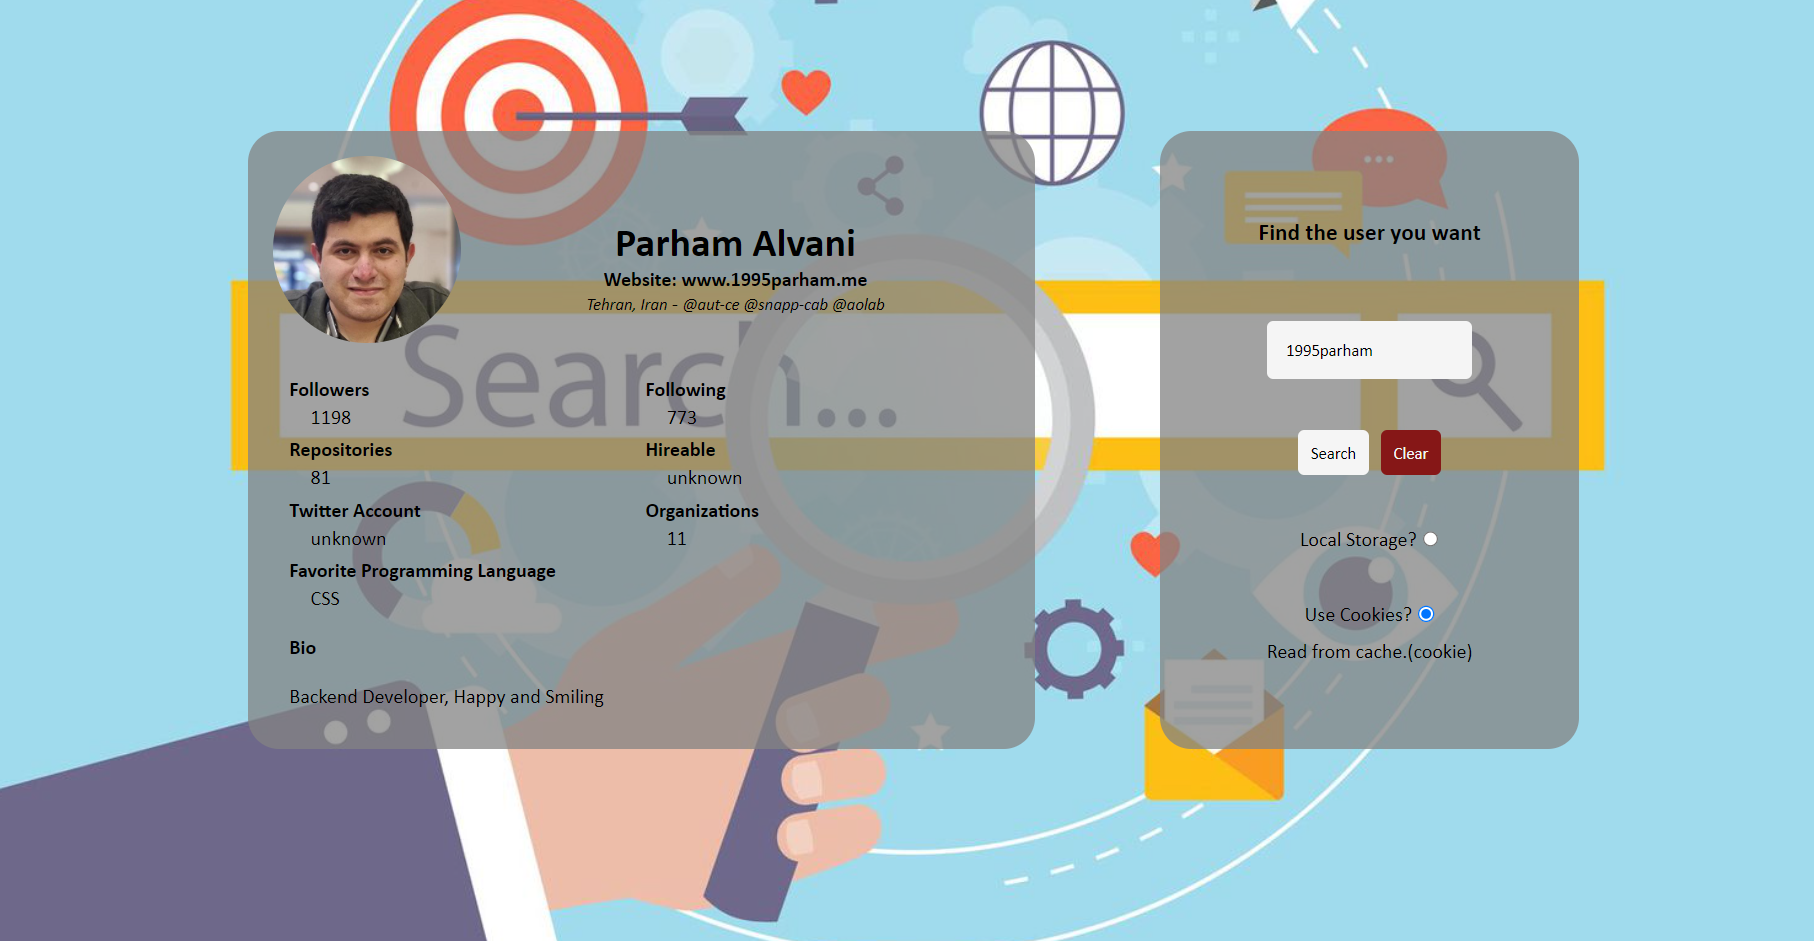 Parham Alvani
Website: www.1995parham.me
Tehran, Iran - @aut-ce @snapp-cab @aolab
Search...
Followers
1198
Following
773
Repositories
81
Hireable
unknown
Twitter Account
unknown
Organizations
11
Favorite Programming Language
CSS
Bio
Backend Developer, Happy and Smiling
Find the user you want
1995parham
Search Clear
Local Storage?
Use Cookies?
Read from cache.(cookie)